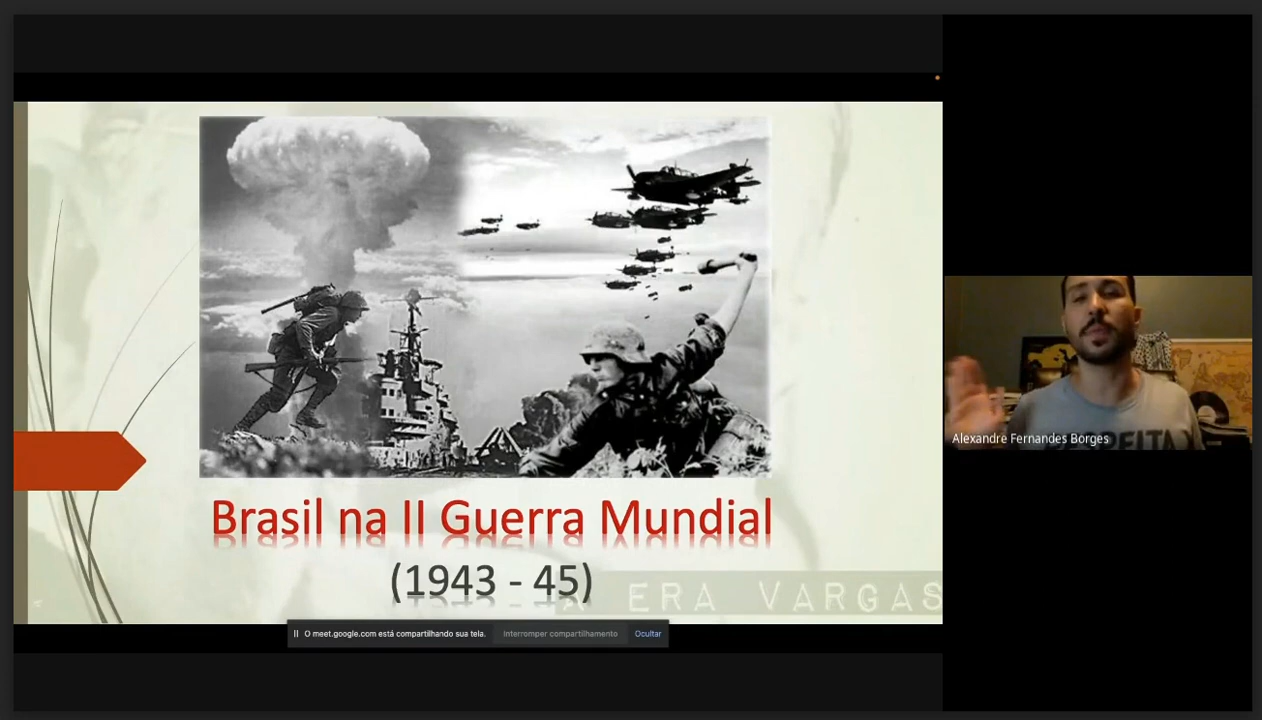 Brasil na II Guerra Mundial
(1943 - 45)
A ERA VARGAS
O meet.google.com está compartilhando sua tela. Interromper compartilhamento Ocultar
Alexandre Fernandes Borges